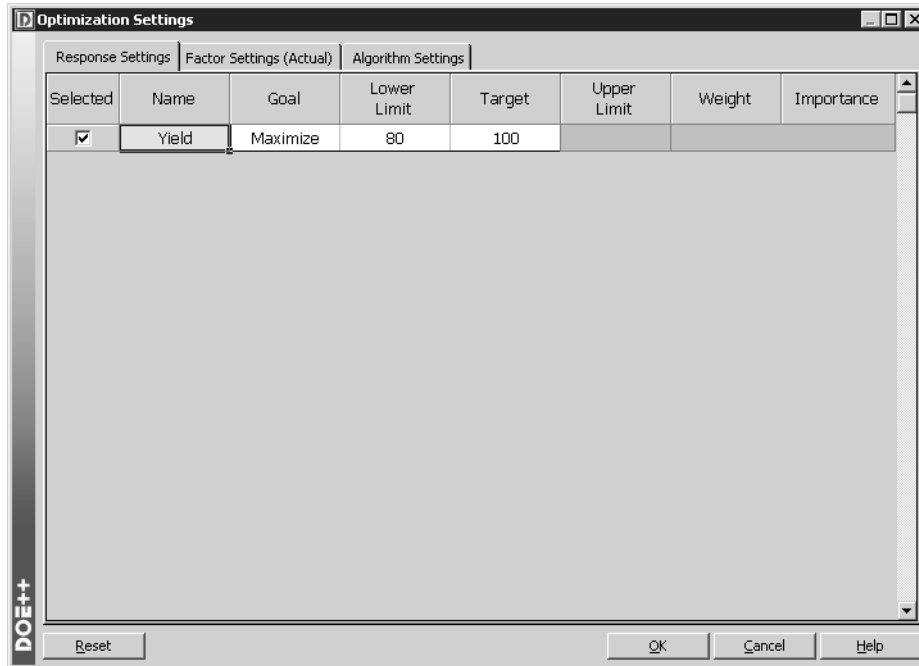 Optimization Settings
Response Settings Factor Settings (Actual) Algorithm Settings
Selected Name Goal Lower Limit Target Upper Limit Weight Importance
Yield Maximize 80 100
DOE++
Reset OK Cancel Help